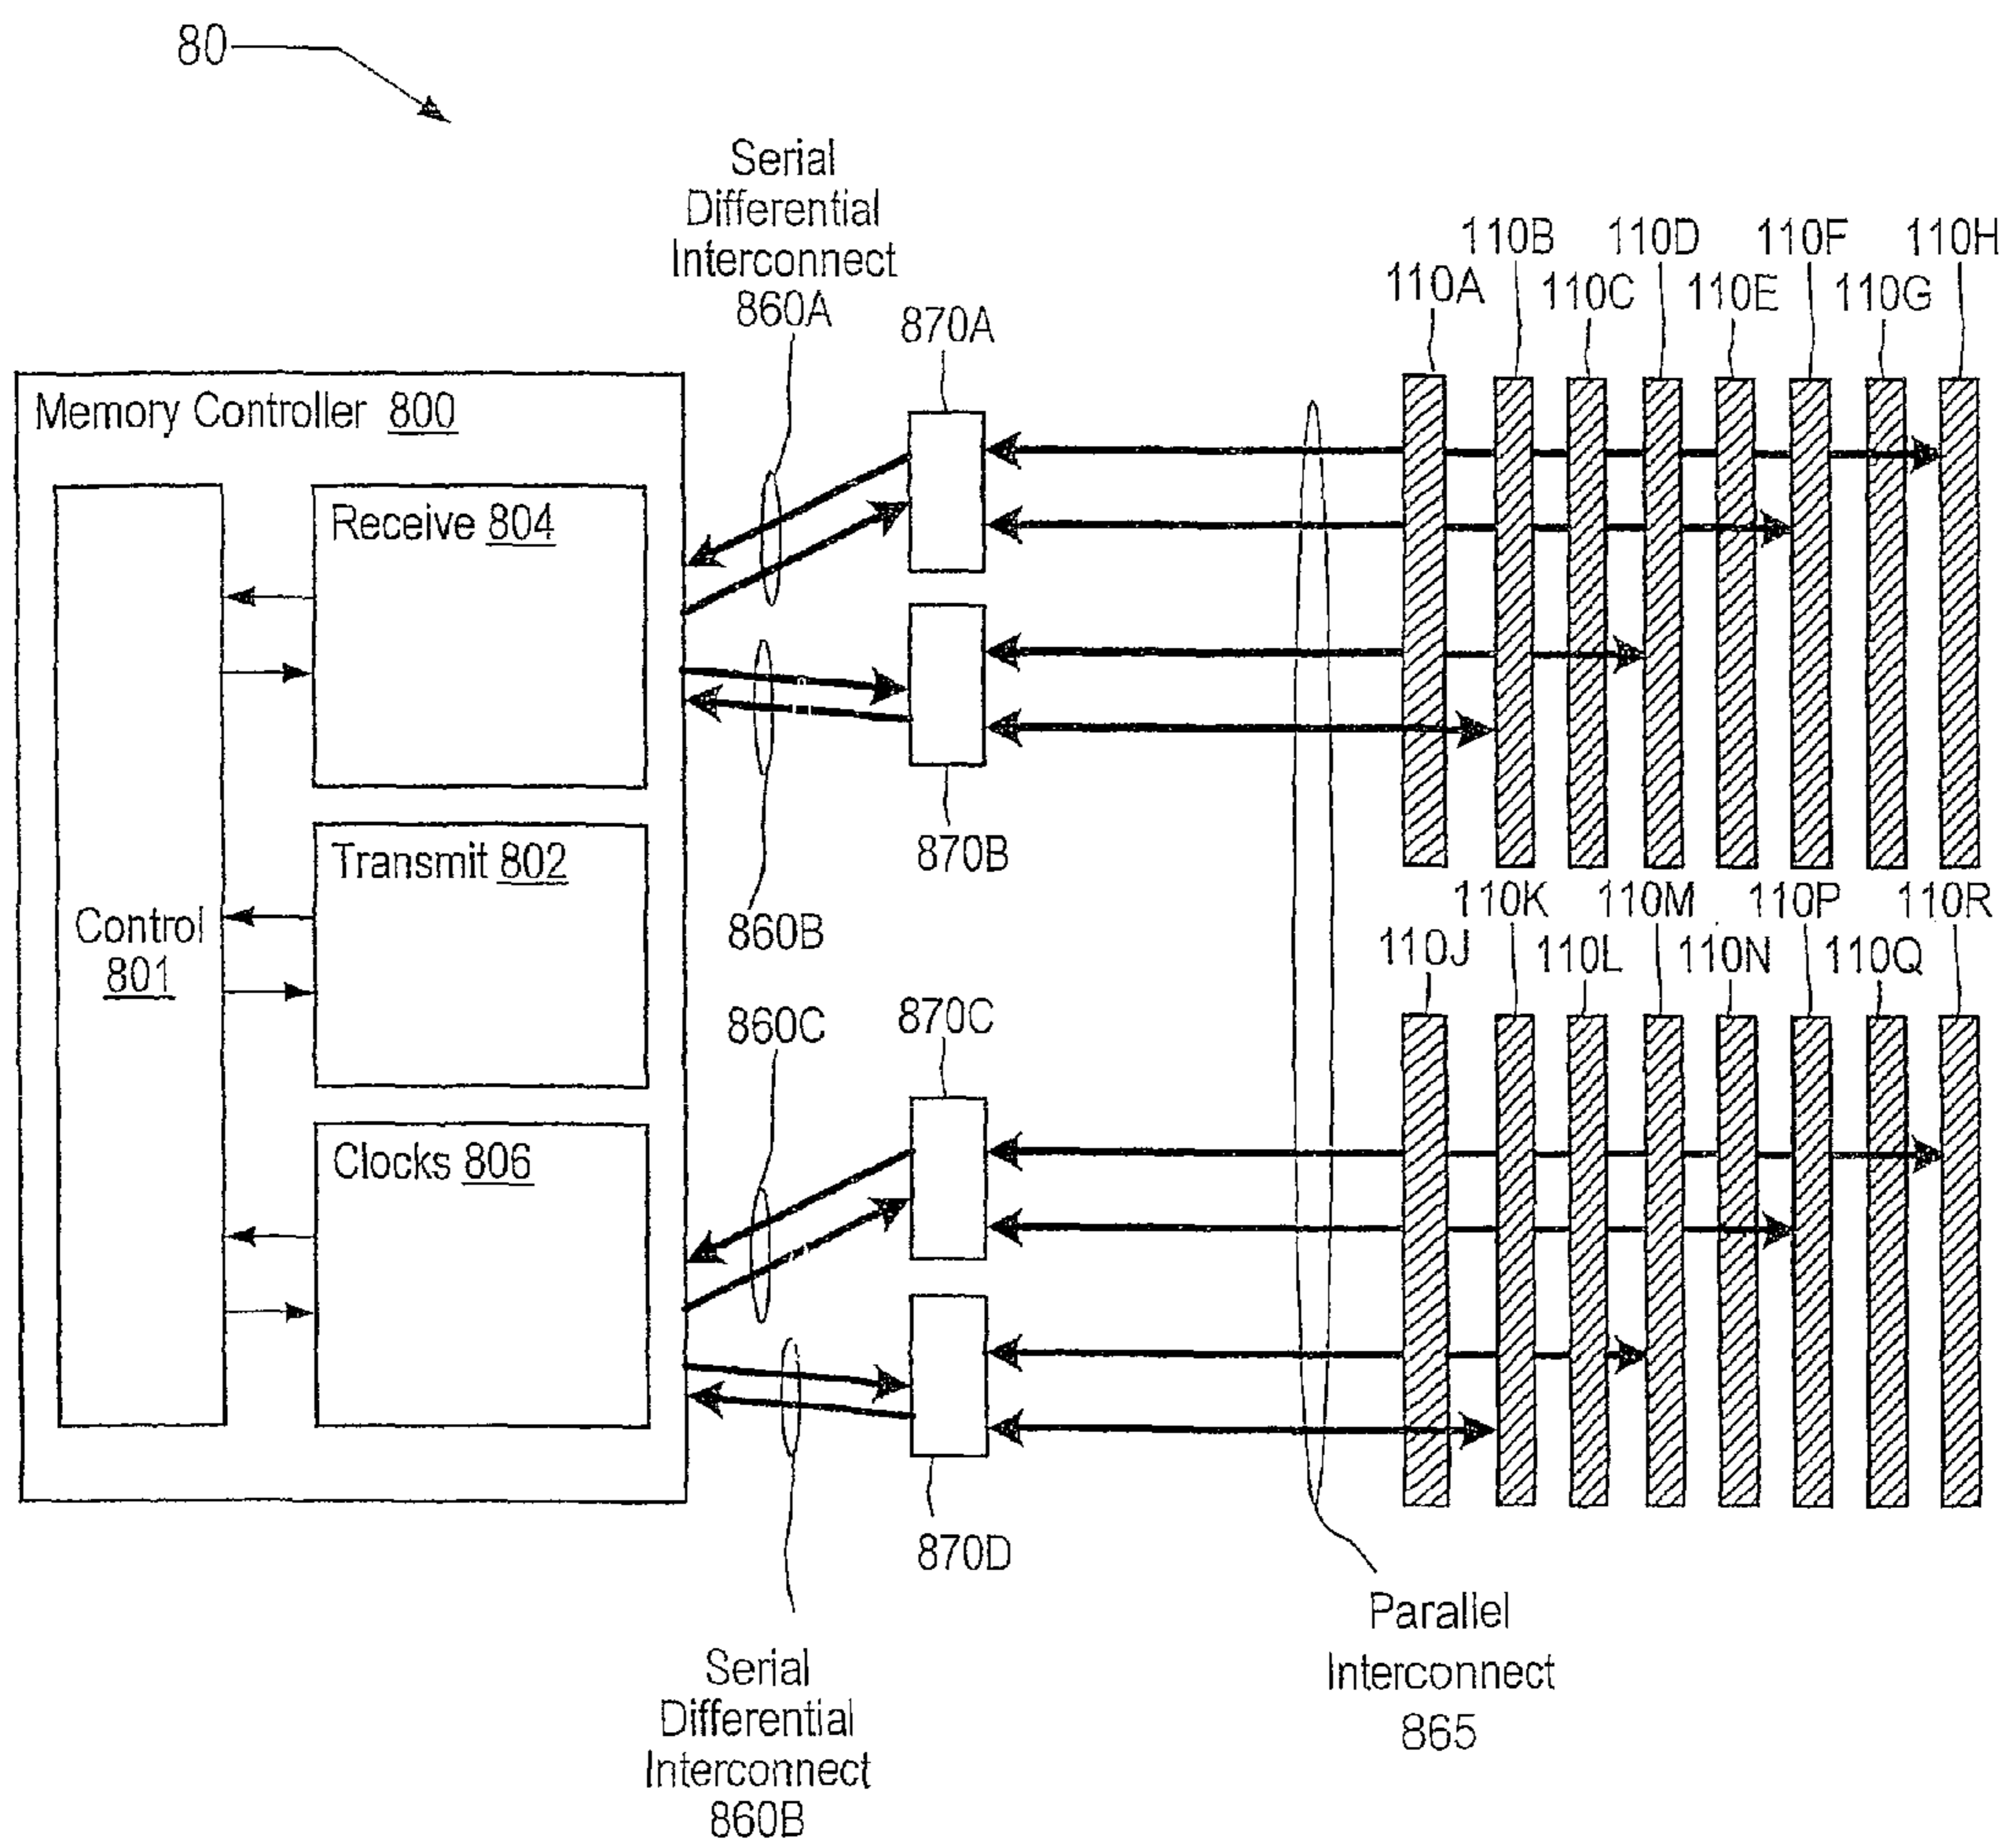 80
Serial
Differential
Interconnect
860A
870A
110B 110D 110F 110H
110A 110C 110E 110G
Memory Controller 800
Receive 804
Transmit 802
Control
801
Clocks 806
870B
860B
110K 110M 110P 110R
110J 110L 110N 110Q
860C
870C
870D
Parallel
Interconnect
865
Serial
Differential
Interconnect
860B